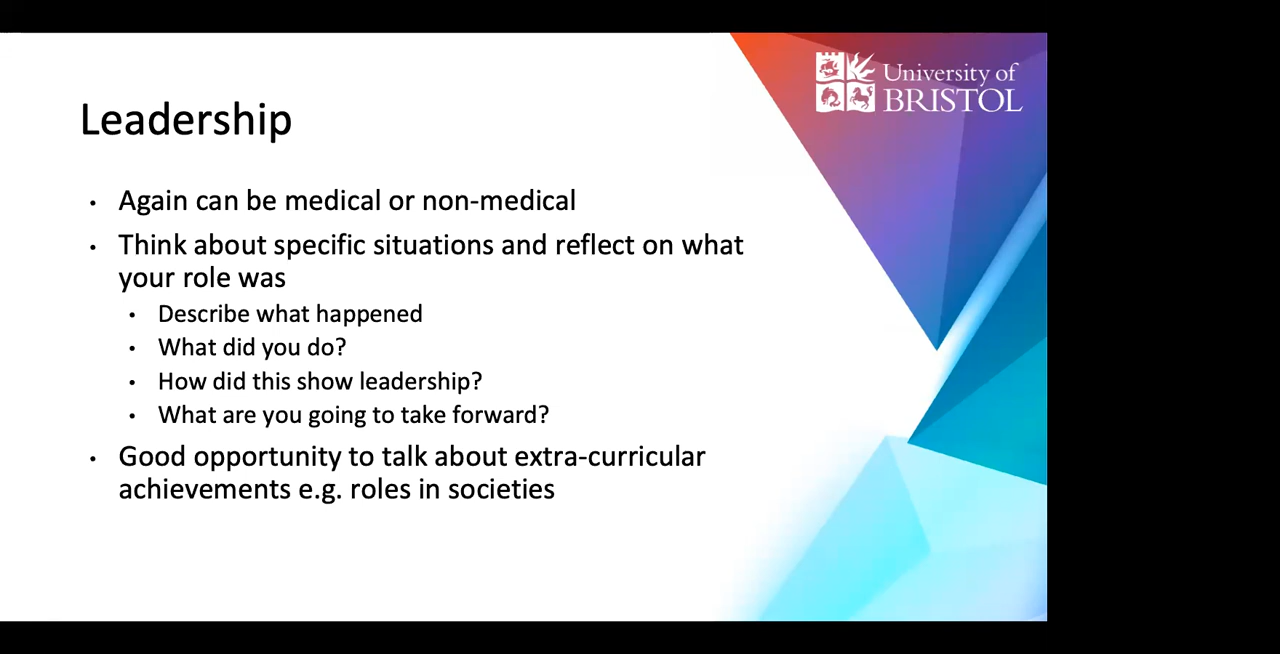 University of
BRISTOL
Leadership
• Again can be medical or non-medical
• Think about specific situations and reflect on what
your role was
• Describe what happened
• What did you do?
• How did this show leadership?
• What are you going to take forward?
• Good opportunity to talk about extra-curricular
achievements e.g. roles in societies